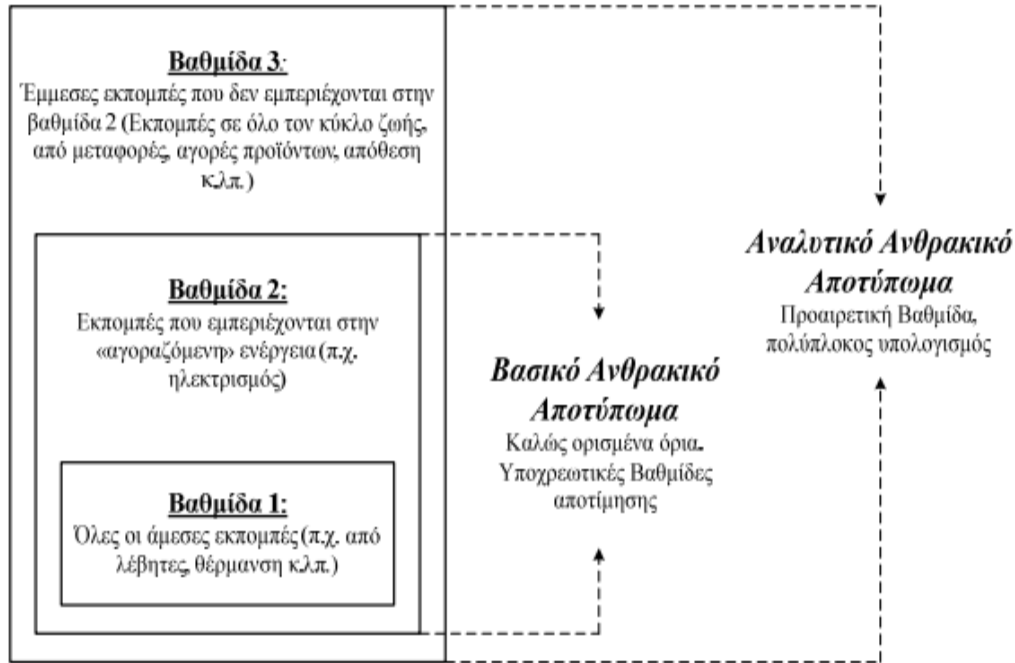 Βαθμίδα 3:
Έμμεσες εκπομπές που δεν εμπεριέχονται στην
βαθμίδα 2 (Εκπομπές σε όλο τον κύκλο ζωής,
από μεταφορές, αγορές προϊόντων, απόθεση
κ.λπ.)
Βαθμίδα 2:
Εκπομπές που εμπεριέχονται στην
«αγοραζόμενη» ενέργεια (π.χ.
ηλεκτρισμός)
Βαθμίδα 1:
Όλες οι άμεσες εκπομπές (π.χ. από
λέβητες, θέρμανση κ.λπ.)
Βασικό Ανθρακικό
Αποτύπωμα
Καλώς ορισμένα όρια.
Υποχρεωτικές Βαθμίδες
αποτίμησης
Αναλυτικό Ανθρακικό
Αποτύπωμα
Προαιρετική Βαθμίδα,
πολύπλοκος υπολογισμός